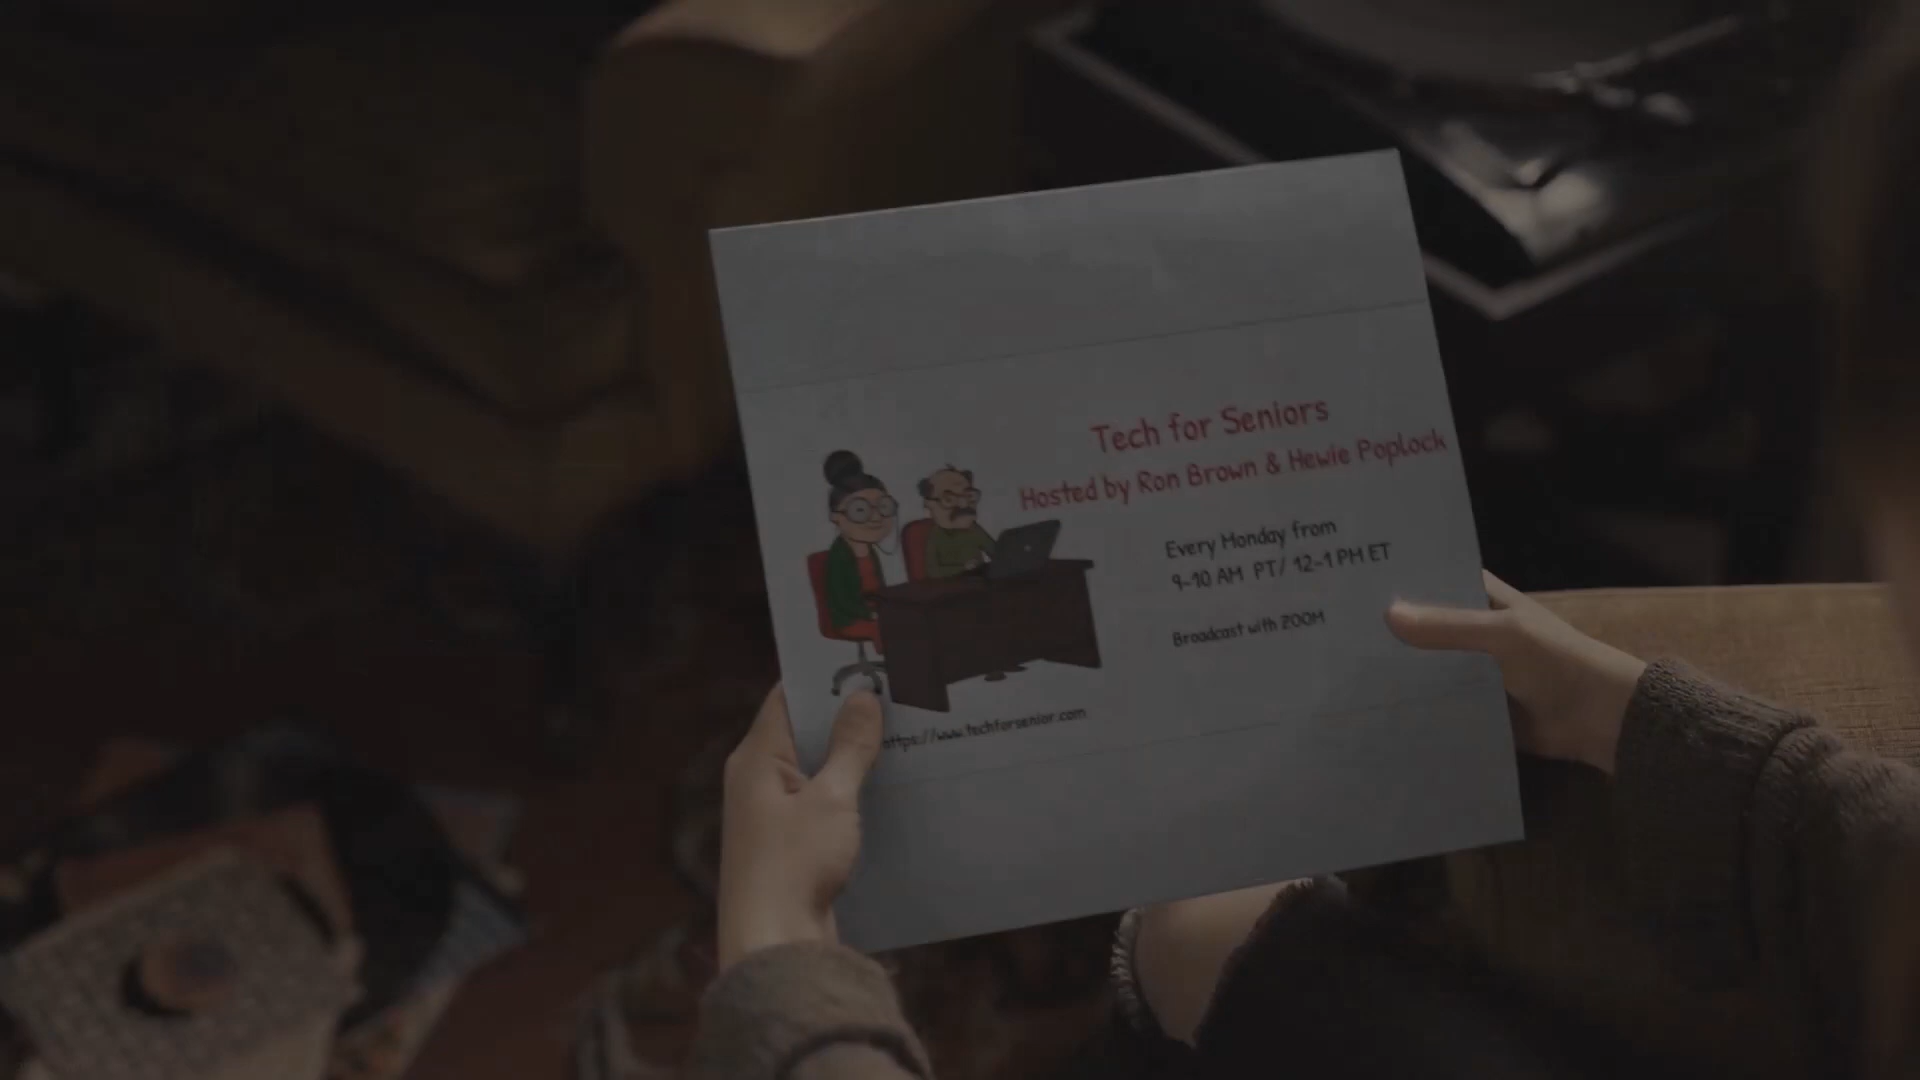 Tech for Seniors
Hosted by Ron Brown & Hewie Poplock
Every Monday from
9-10 AM PT/ 12-1 PM ET
Broadcast with ZOOM
https://www.techforsenior.com